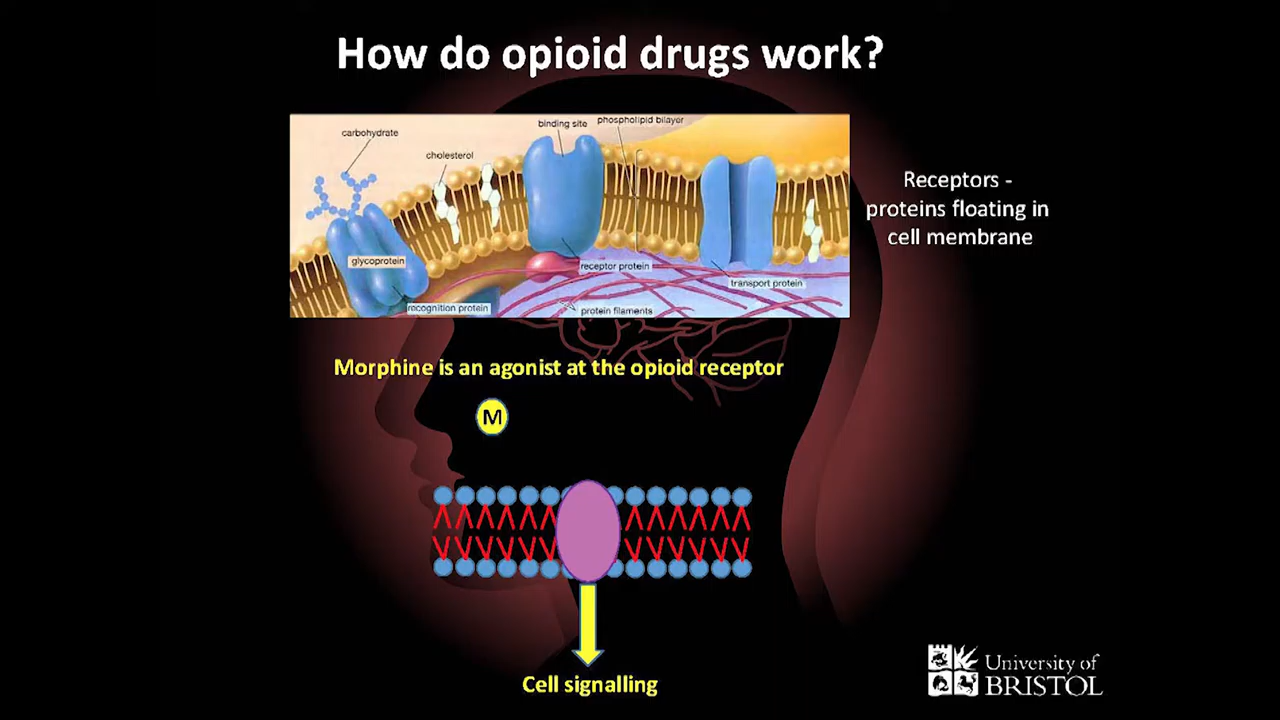 How do opioid drugs work?
carbohydrate
cholesterol
binding site
phospholipid bilayer
glycoprotein
recognition protein
receptor protein
protein filaments
transport protein
Receptors -
proteins floating in
cell membrane
Morphine is an agonist at the opioid receptor
M
Cell signalling
University of
BRISTOL